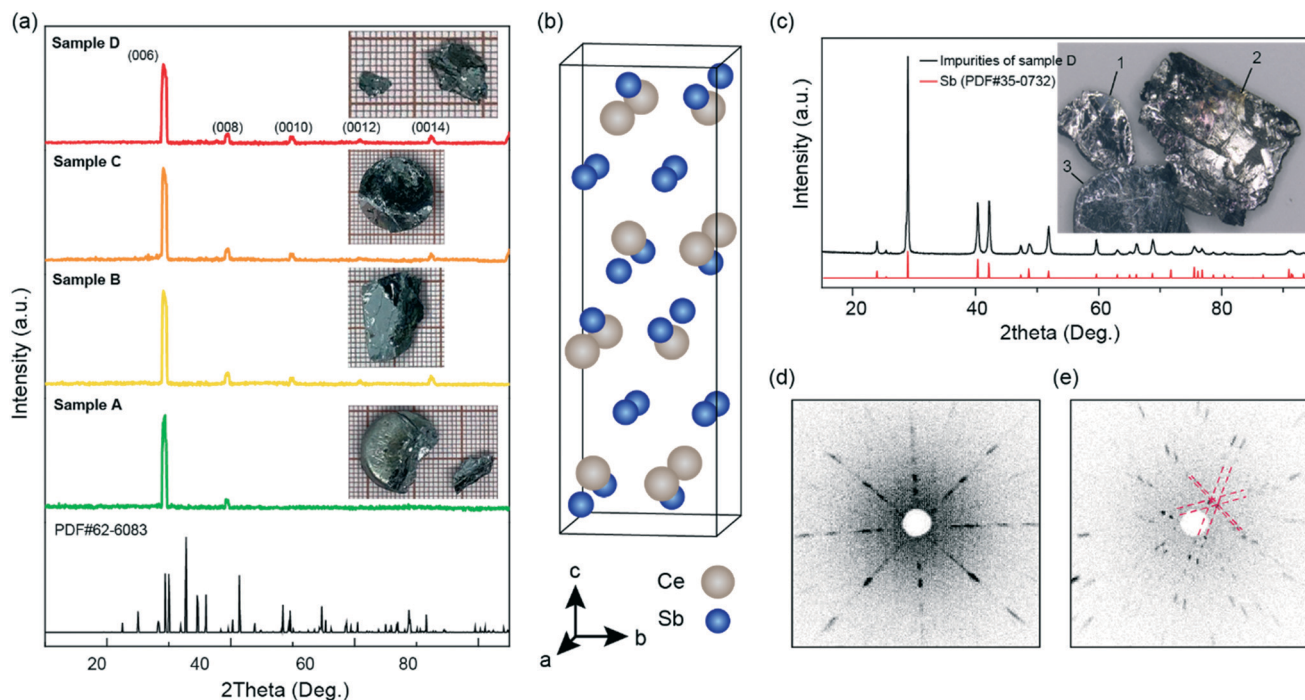 (a)
Sample D
(006)
(008)
(0010)
(0012)
(0014)
Sample C
Sample B
Sample A
PDF#62-6083
Intensity (a.u.)
20
40
60
80
2Theta (Deg.)
(b)
c
b
a
Ce
Sb
(c)
Impurities of sample D
Sb (PDF#35-0732)
1
2
3
Intensity (a.u.)
20
40
60
80
2theta (Deg.)
(d)
(e)